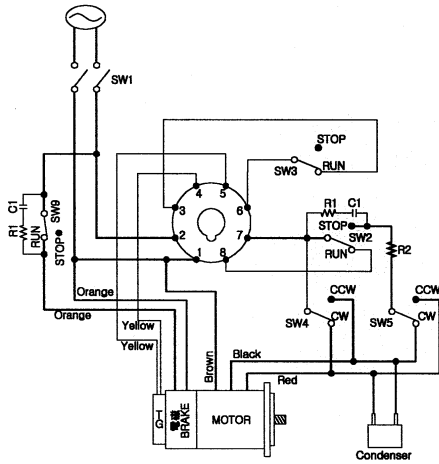 SW1
STOP
RUN
SW3
4
5
3
6
2
7
1
8
R1
C1
STOP
SW2
RUN
R2
C1
R1
SW9
RUN
STOP
CCW
CW
SW4
CCW
CW
SW5
Orange
Orange
Yellow
Yellow
Brown
Black
Red
TG
電磁
BRAKE
MOTOR
Condenser